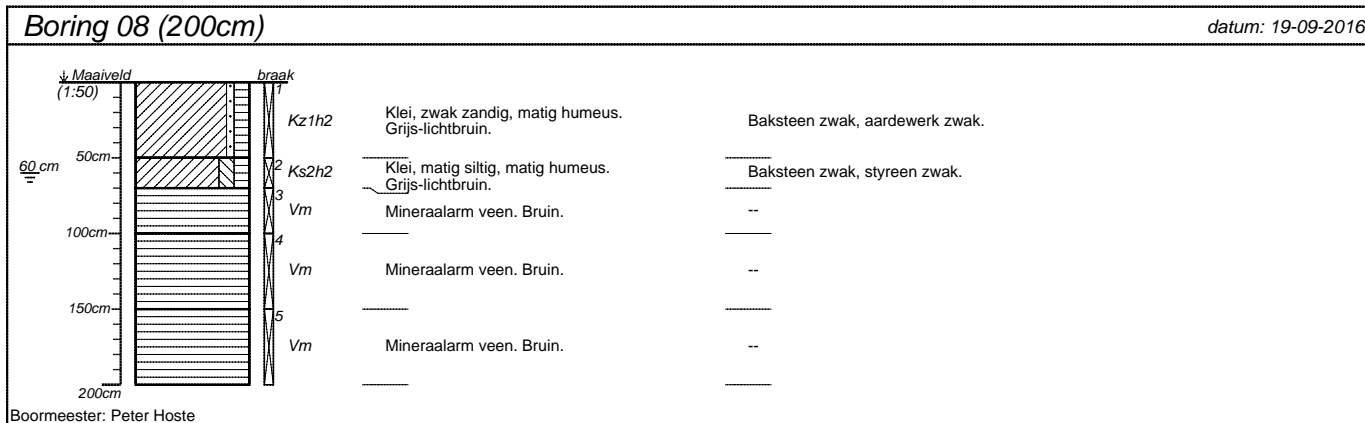 Boring 08 (200cm)
datum: 19-09-2016
Maaiveld
braak
(1:50)
1
Kz1h2
Klei, zwak zandig, matig humeus.
Grijs-lichtbruin.
Baksteen zwak, aardewerk zwak.
50cm
60 cm
2
Ks2h2
Klei, matig siltig, matig humeus.
Grijs-lichtbruin.
Baksteen zwak, styreen zwak.
3
Vm
Mineraalarm veen. Bruin.
--
100cm
4
Vm
Mineraalarm veen. Bruin.
--
150cm
5
Vm
Mineraalarm veen. Bruin.
--
200cm
Boormeester: Peter Hoste